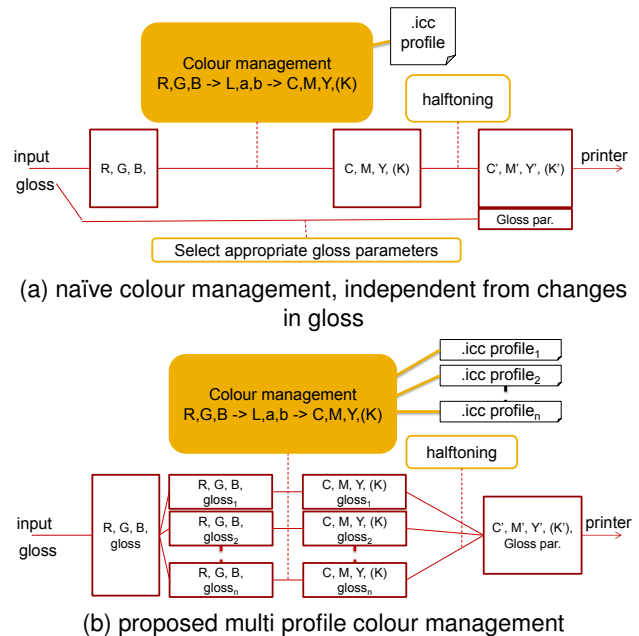 Colour management
R,G,B -> L,a,b -> C,M,Y,(K)
.icc
profile
halftoning
input
R, G, B,
C, M, Y, (K)
C', M', Y', (K')
printer
gloss
Gloss par.
Select appropriate gloss parameters
(a) naïve colour management, independent from changes
in gloss
Colour management
R,G,B -> L,a,b -> C,M,Y,(K)
.icc profile1
.icc profile2
.icc profilen
halftoning
input
gloss
R, G, B,
gloss
R, G, B,
gloss1
C, M, Y, (K)
gloss1
R, G, B,
gloss2
C, M, Y, (K)
gloss2
R, G, B,
glossn
C, M, Y, (K)
glossn
C', M', Y', (K'),
Gloss par.
printer
(b) proposed multi profile colour management